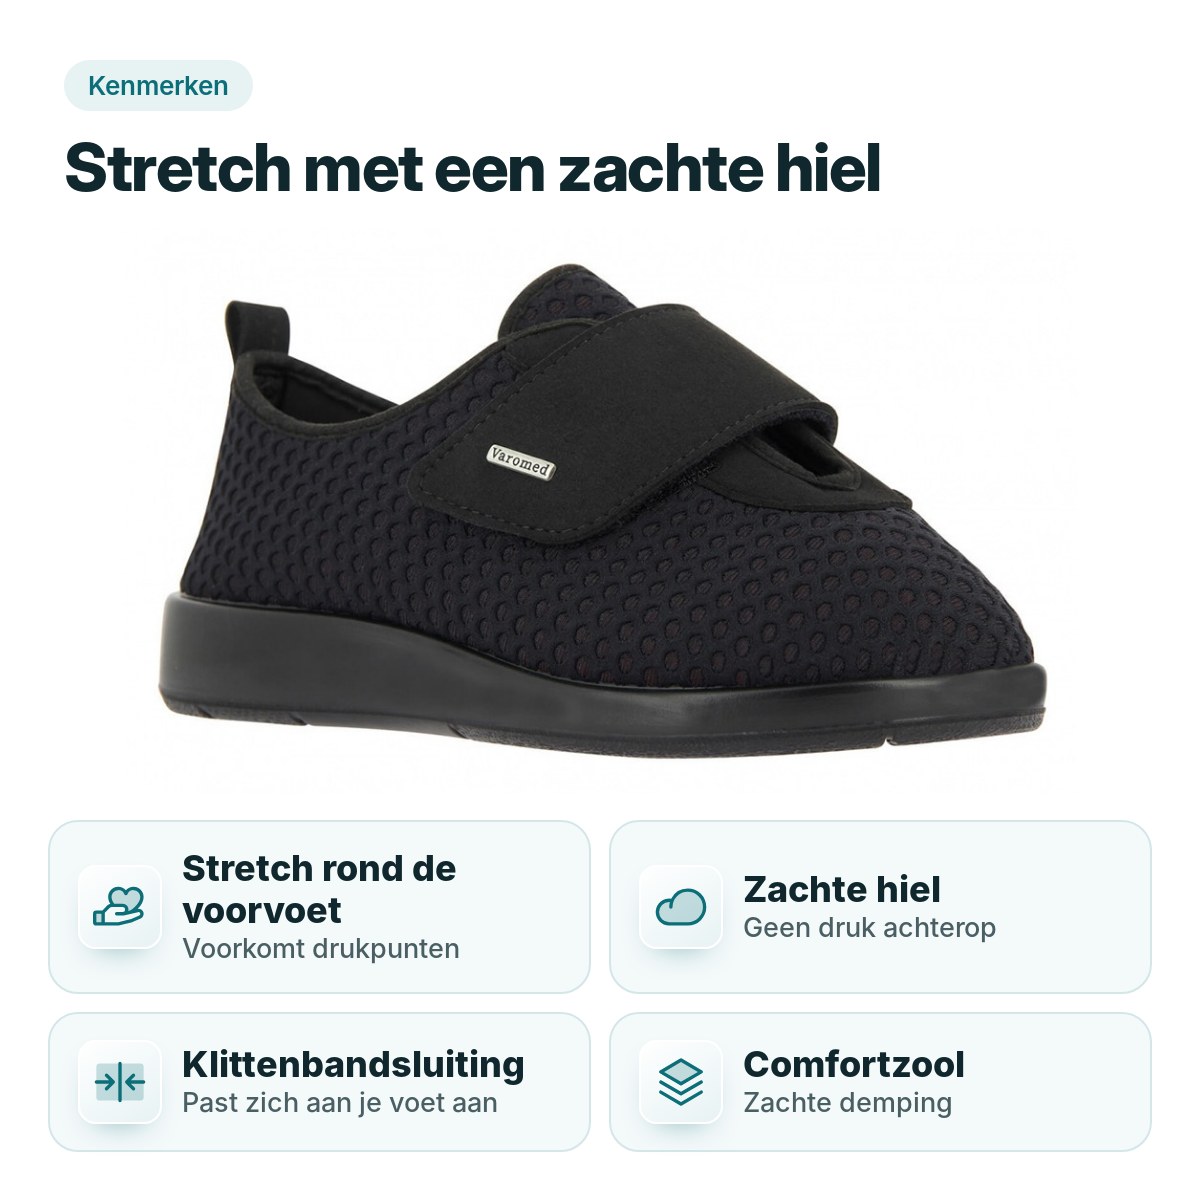 Kenmerken
Stretch met een zachte hiel
Varomed
Stretch rond de
voorvoet
Voorkomt drukpunten
Zachte hiel
Geen druk achterop
Klittenbandsluiting
Past zich aan je voet aan
Comfortzool
Zachte demping